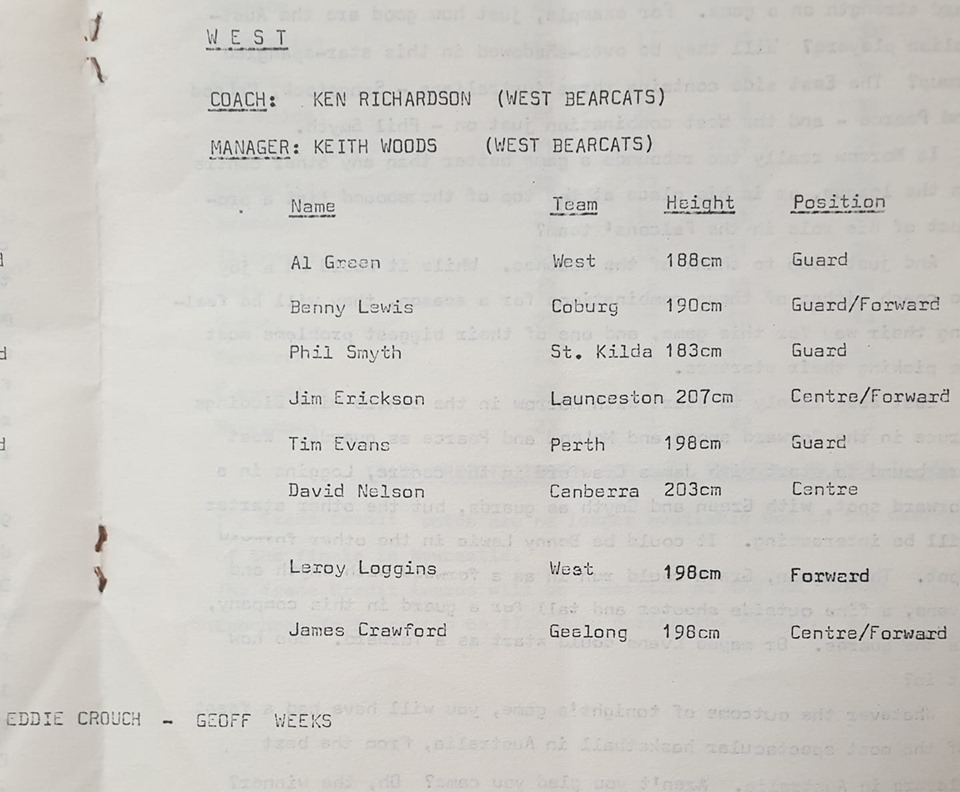 W E S T
COACH: KEN RICHARDSON (WEST BEARCATS)
MANAGER: KEITH WOODS (WEST BEARCATS)
Name Team Height Position
Al Green West 188cm Guard
Benny Lewis Coburg 190cm Guard/Forward
Phil Smyth St. Kilda 183cm Guard
Jim Erickson Launceston 207cm Centre/Forward
Tim Evans Perth 198cm Guard
David Nelson Canberra 203cm Centre
Leroy Loggins West 198cm Forward
James Crawford Geelong 198cm Centre/Forward
EDDIE CROUCH - GEOFF WEEKS